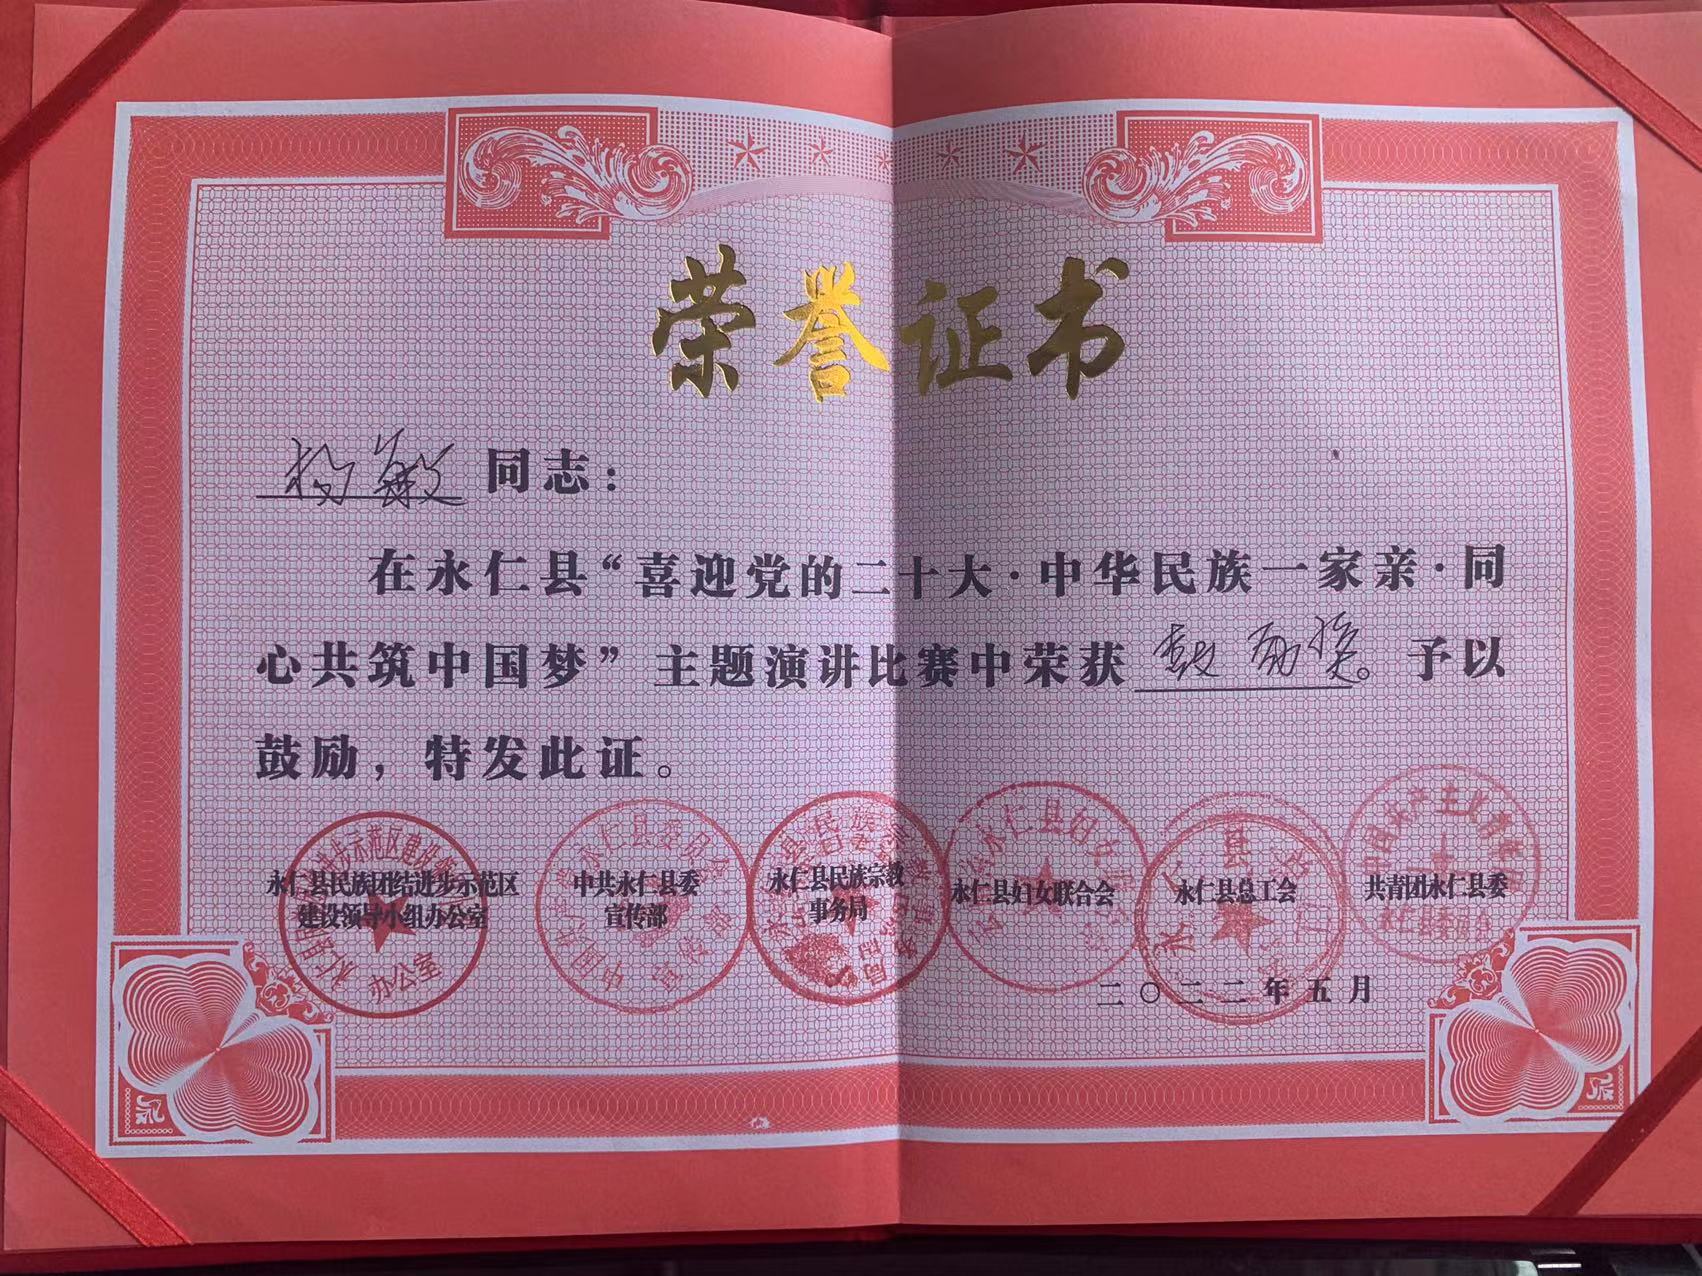 荣誉证书
杨敏 同志：
在永仁县“喜迎党的二十大·中华民族一家亲·同
心共筑中国梦”主题演讲比赛中荣获 鼓励奖。予以
鼓励，特发此证。
永仁县民族团结进步示范区
建设领导小组办公室
办公室
中共永仁县委
宣传部
永仁县民族宗教
事务局
永仁县妇女联合会
永仁县总工会
共青团永仁县委
二〇二二年五月